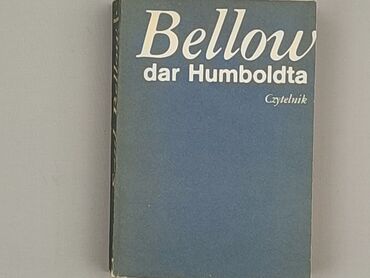 Bellow
dar Humboldta
Czytelnik